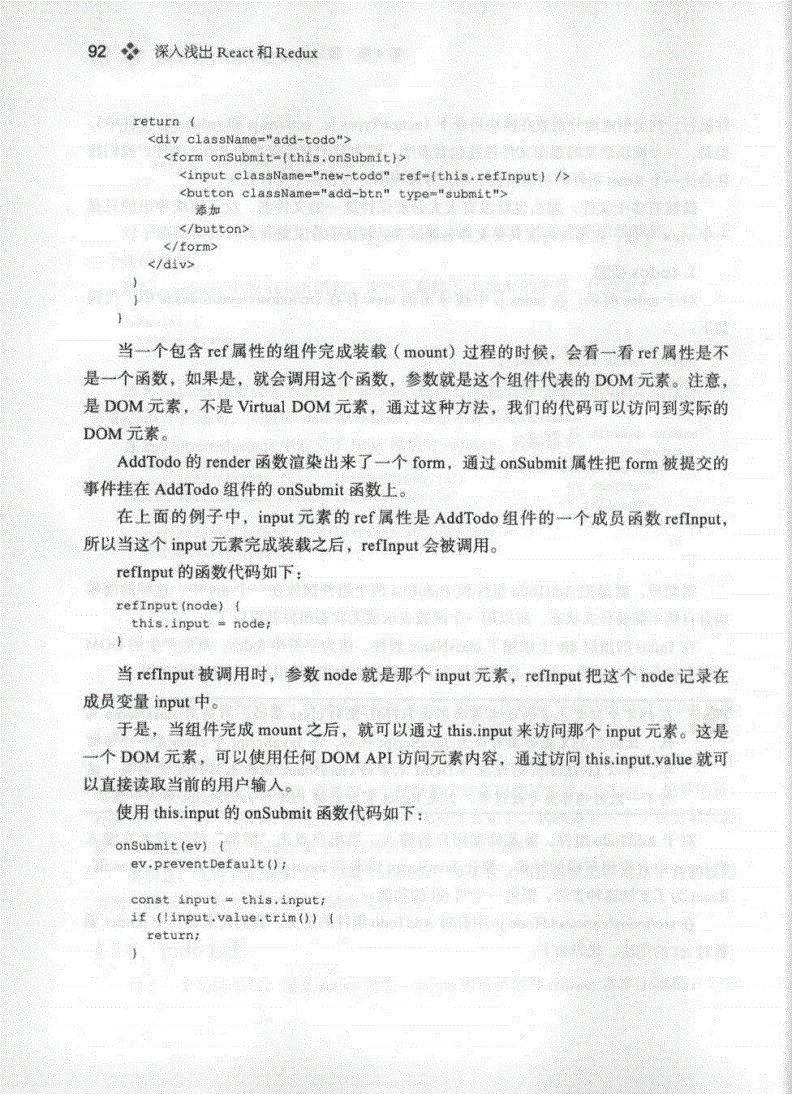 92 深入浅出 React 和 Redux
return (
<div className="add-todo">
<form onSubmit={this.onSubmit}>
<input className="new-todo" ref={this.refInput} />
<button className="add-btn" type="submit">
添加
</button>
</form>
</div>
)
}
}
当一个包含 ref 属性的组件完成装载（mount）过程的时候，会看一看 ref 属性是不
是一个函数，如果是，就会调用这个函数，参数就是这个组件代表的 DOM 元素。注意，
是 DOM 元素，不是 Virtual DOM 元素，通过这种方法，我们的代码可以访问到实际的
DOM 元素。
AddTodo 的 render 函数渲染出来了一个 form，通过 onSubmit 属性把 form 被提交的
事件挂在 AddTodo 组件的 onSubmit 函数上。
在上面的例子中，input 元素的 ref 属性是 AddTodo 组件的一个成员函数 refInput，
所以当这个 input 元素完成装载之后，refInput 会被调用。
refInput 的函数代码如下：
refInput(node) {
this.input = node;
}
当 refInput 被调用时，参数 node 就是那个 input 元素，refInput 把这个 node 记录在
成员变量 input 中。
于是，当组件完成 mount 之后，就可以通过 this.input 来访问那个 input 元素。这是
一个 DOM 元素，可以使用任何 DOM API 访问元素内容，通过访问 this.input.value 就可
以直接读取当前的用户输入。
使用 this.input 的 onSubmit 函数代码如下：
onSubmit(ev) {
ev.preventDefault();
const input = this.input;
if (!input.value.trim()) {
return;
}